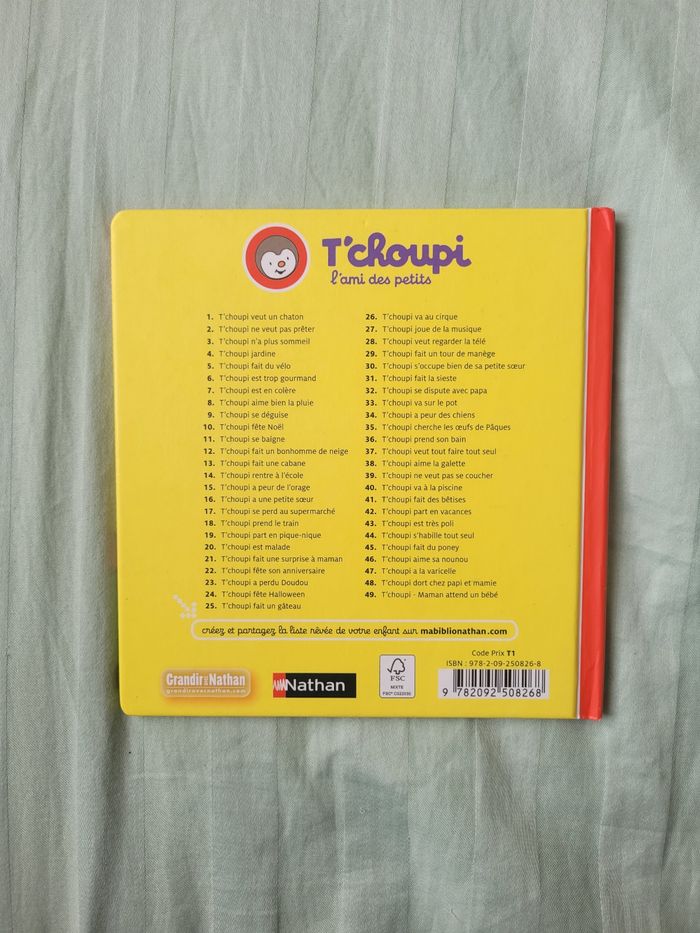 T'choupi
l'ami des petits
1. T'choupi veut un chaton
2. T'choupi ne veut pas prêter
3. T'choupi n'a plus sommeil
4. T'choupi jardine
5. T'choupi fait du vélo
6. T'choupi est trop gourmand
7. T'choupi est en colère
8. T'choupi aime bien la pluie
9. T'choupi se déguise
10. T'choupi fête Noël
11. T'choupi se baigne
12. T'choupi fait un bonhomme de neige
13. T'choupi fait une cabane
14. T'choupi rentre à l'école
15. T'choupi a peur de l'orage
16. T'choupi a une petite sœur
17. T'choupi se perd au supermarché
18. T'choupi prend le train
19. T'choupi part en pique-nique
20. T'choupi est malade
21. T'choupi fait une surprise à maman
22. T'choupi fête son anniversaire
23. T'choupi a perdu Doudou
24. T'choupi fête Halloween
25. T'choupi fait un gâteau
26. T'choupi va au cirque
27. T'choupi joue de la musique
28. T'choupi veut regarder la télé
29. T'choupi fait un tour de manège
30. T'choupi s'occupe bien de sa petite sœur
31. T'choupi fait la sieste
32. T'choupi se dispute avec papa
33. T'choupi va sur le pot
34. T'choupi a peur des chiens
35. T'choupi cherche les œufs de Pâques
36. T'choupi prend son bain
37. T'choupi veut tout faire tout seul
38. T'choupi aime la galette
39. T'choupi ne veut pas se coucher
40. T'choupi va à la piscine
41. T'choupi fait des bêtises
42. T'choupi part en vacances
43. T'choupi est très poli
44. T'choupi s'habille tout seul
45. T'choupi fait du poney
46. T'choupi aime sa nounou
47. T'choupi a la varicelle
48. T'choupi dort chez papi et mamie
49. T'choupi - Maman attend un bébé
créez et partagez la liste rêvée de votre enfant sur mabiblionathan.com
Grandir avec Nathan
grandiravecnathan.com
Nathan
FSC
MIXTE
FSC® C022030
Code Prix T1
ISBN : 978-2-09-250826-8
9 782092 508268